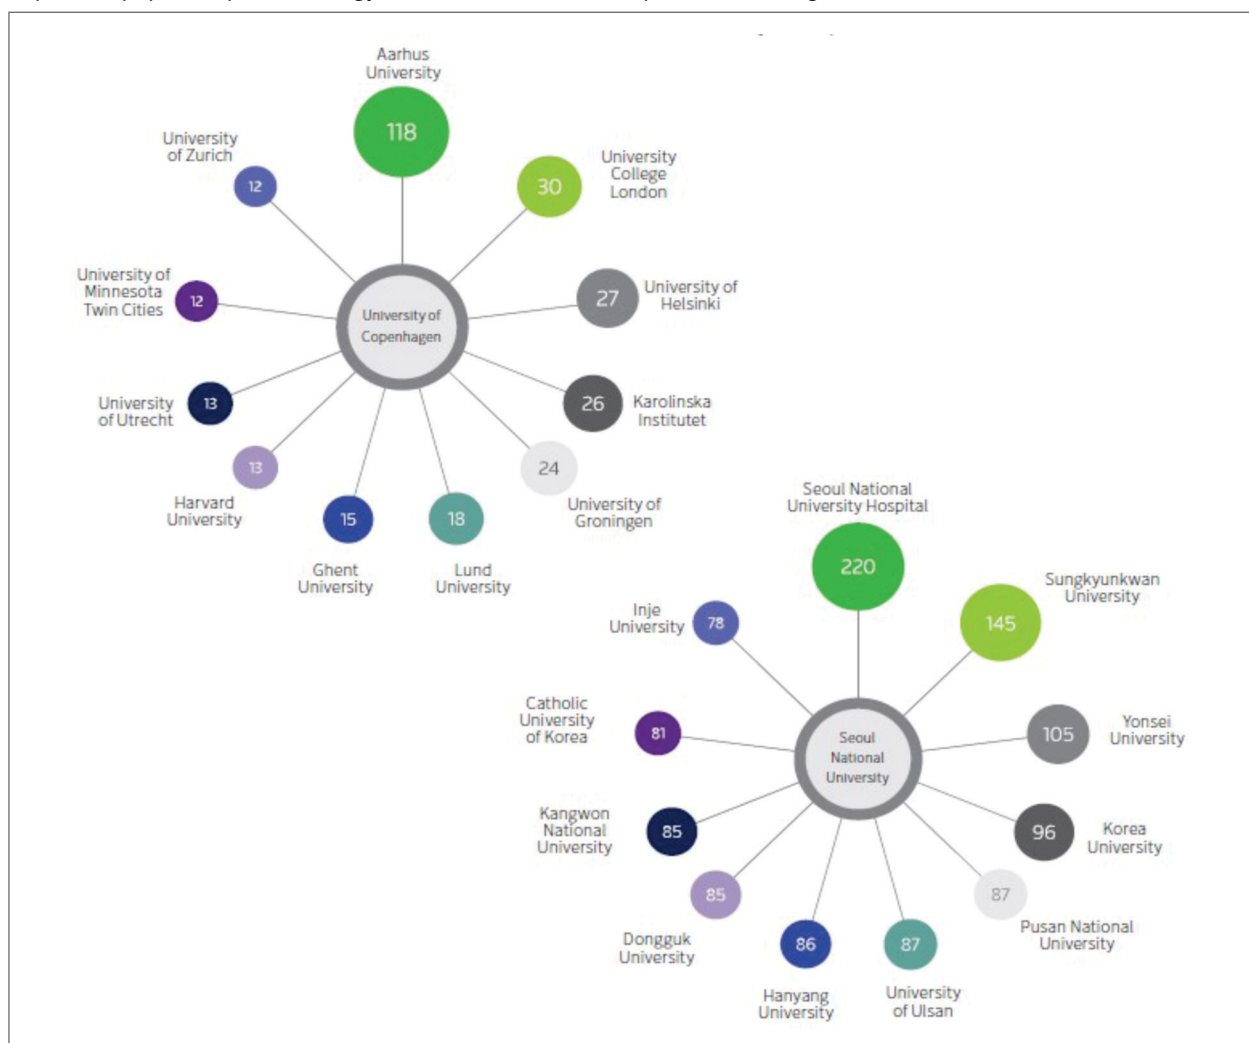 Aarhus
University
118
University
of Zurich
12
University
College
London
30
University of
Minnesota
Twin Cities
12
University of
Helsinki
27
University of
Copenhagen
University
of Utrecht
13
Karolinska
Institutet
26
Harvard
University
13
University of
Groningen
24
Ghent
University
15
Lund
University
18
Seoul National
University Hospital
220
Inje
University
78
Sungkyunkwan
University
145
Catholic
University
of Korea
81
Yonsei
University
105
Seoul
National
University
Kangwon
National
University
85
Korea
University
96
Dongguk
University
85
Pusan National
University
87
Hanyang
University
86
University
of Ulsan
87